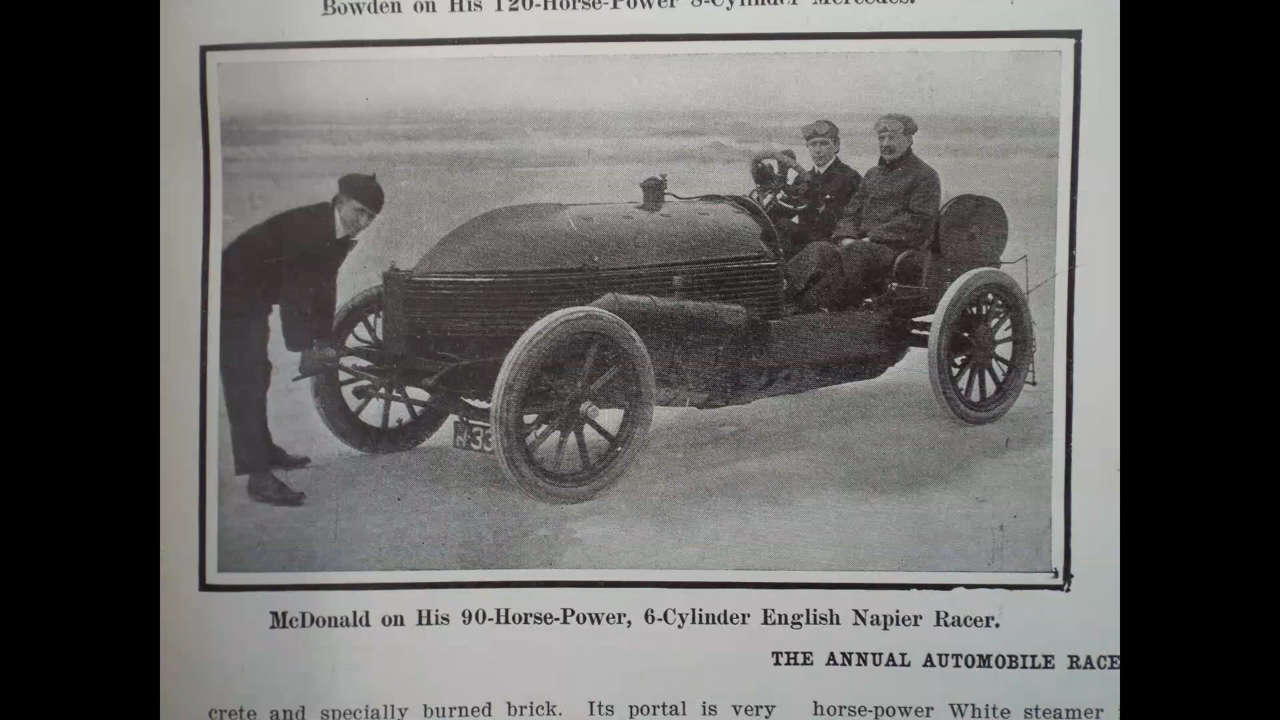 Bowden on His 120-Horse-Power 8-Cylinder Mercedes.
N 33
McDonald on His 90-Horse-Power, 6-Cylinder English Napier Racer.
THE ANNUAL AUTOMOBILE RACE
crete and specially burned brick. Its portal is very
horse-power White steamer